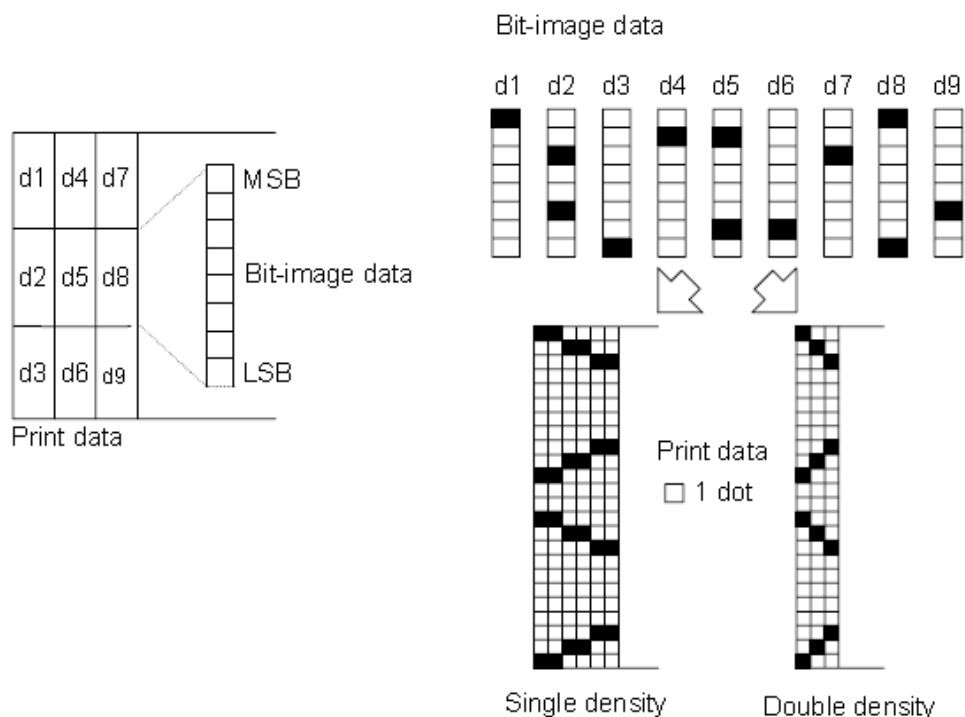 Bit-image data
d1 d2 d3 d4 d5 d6 d7 d8 d9
d1 d4 d7
MSB
d2 d5 d8
Bit-image data
d3 d6 d9
LSB
Print data
Print data
1 dot
Single density
Double density